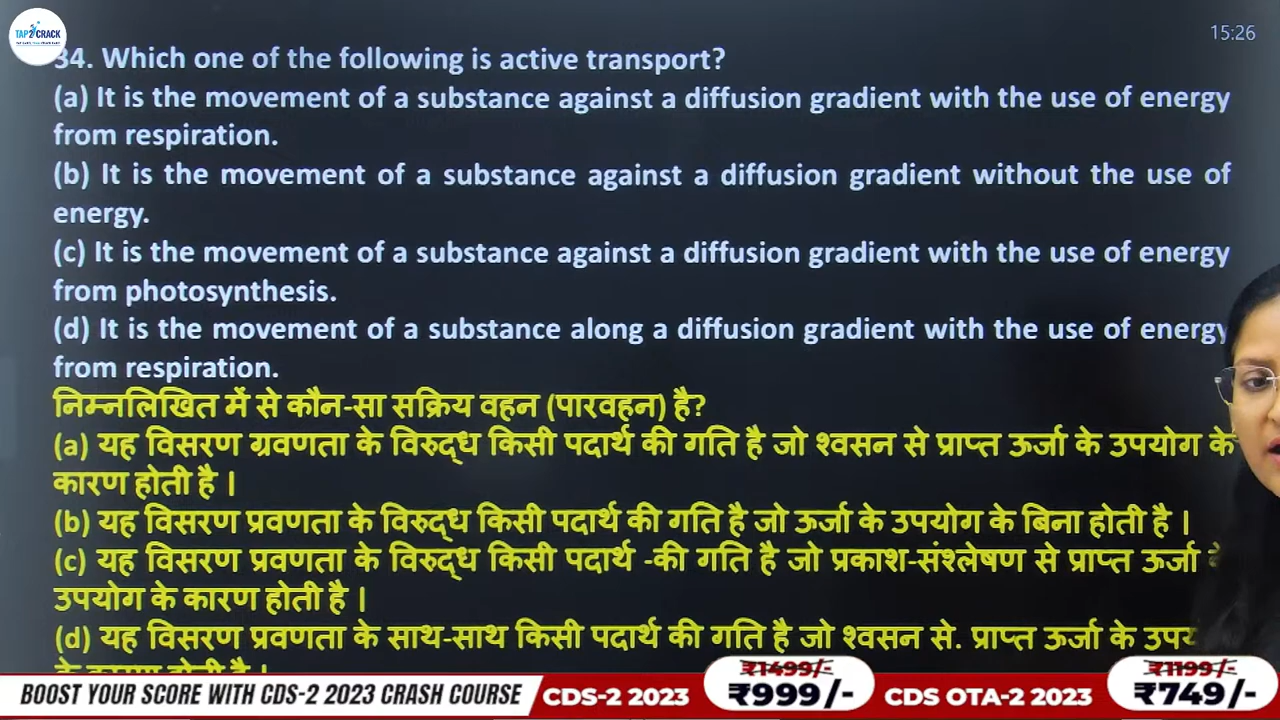 TAP2CRACK
15:26
34. Which one of the following is active transport?
(a) It is the movement of a substance against a diffusion gradient with the use of energy
from respiration.
(b) It is the movement of a substance against a diffusion gradient without the use of
energy.
(c) It is the movement of a substance against a diffusion gradient with the use of energy
from photosynthesis.
(d) It is the movement of a substance along a diffusion gradient with the use of energy
from respiration.
निम्नलिखित में से कौन-सा सक्रिय वहन (पारवहन) है?
(a) यह विसरण ग्रवणता के विरुद्ध किसी पदार्थ की गति है जो श्वसन से प्राप्त ऊर्जा के उपयोग के
कारण होती है ।
(b) यह विसरण प्रवणता के विरुद्ध किसी पदार्थ की गति है जो ऊर्जा के उपयोग के बिना होती है ।
(c) यह विसरण प्रवणता के विरुद्ध किसी पदार्थ -की गति है जो प्रकाश-संश्लेषण से प्राप्त ऊर्जा के
उपयोग के कारण होती है ।
(d) यह विसरण प्रवणता के साथ-साथ किसी पदार्थ की गति है जो श्वसन से. प्राप्त ऊर्जा के
के कारण होती है ।
BOOST YOUR SCORE WITH CDS-2 2023 CRASH COURSE CDS-2 2023 ₹1499/- ₹999/- CDS OTA-2 2023 ₹1199/- ₹749/-